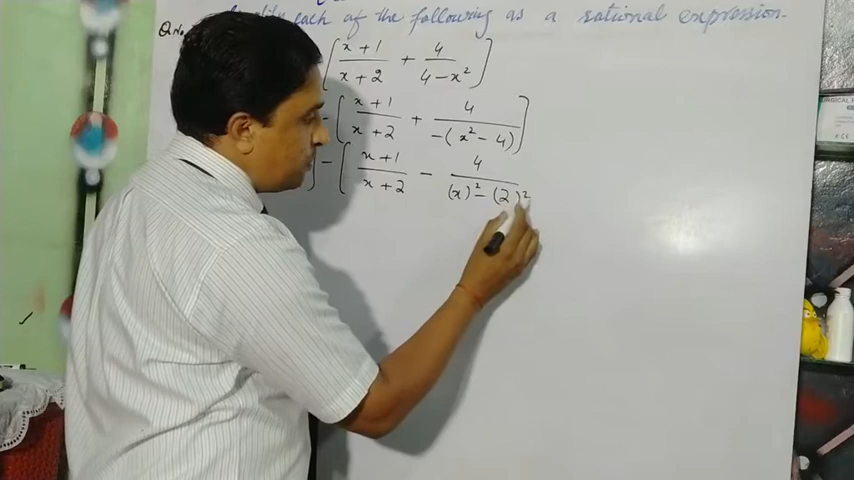 each of the following as a rational expression.
Q No
[ x + 1 / x + 2 + 4 / 4 - x² ]
- [ x + 1 / x + 2 + 4 / -( x² - 4) ]
] - [ x + 1 / x + 2 - 4 / (x)² - (2)²